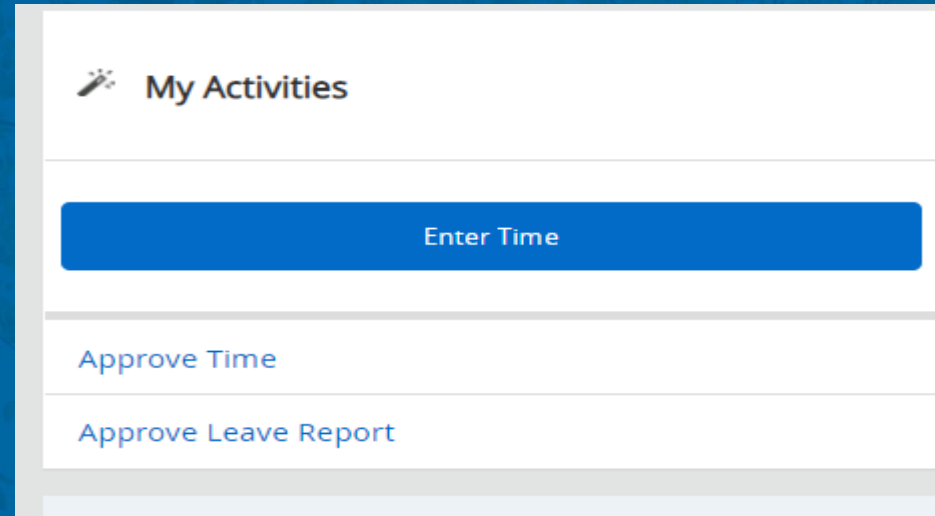 My Activities
Enter Time
Approve Time
Approve Leave Report